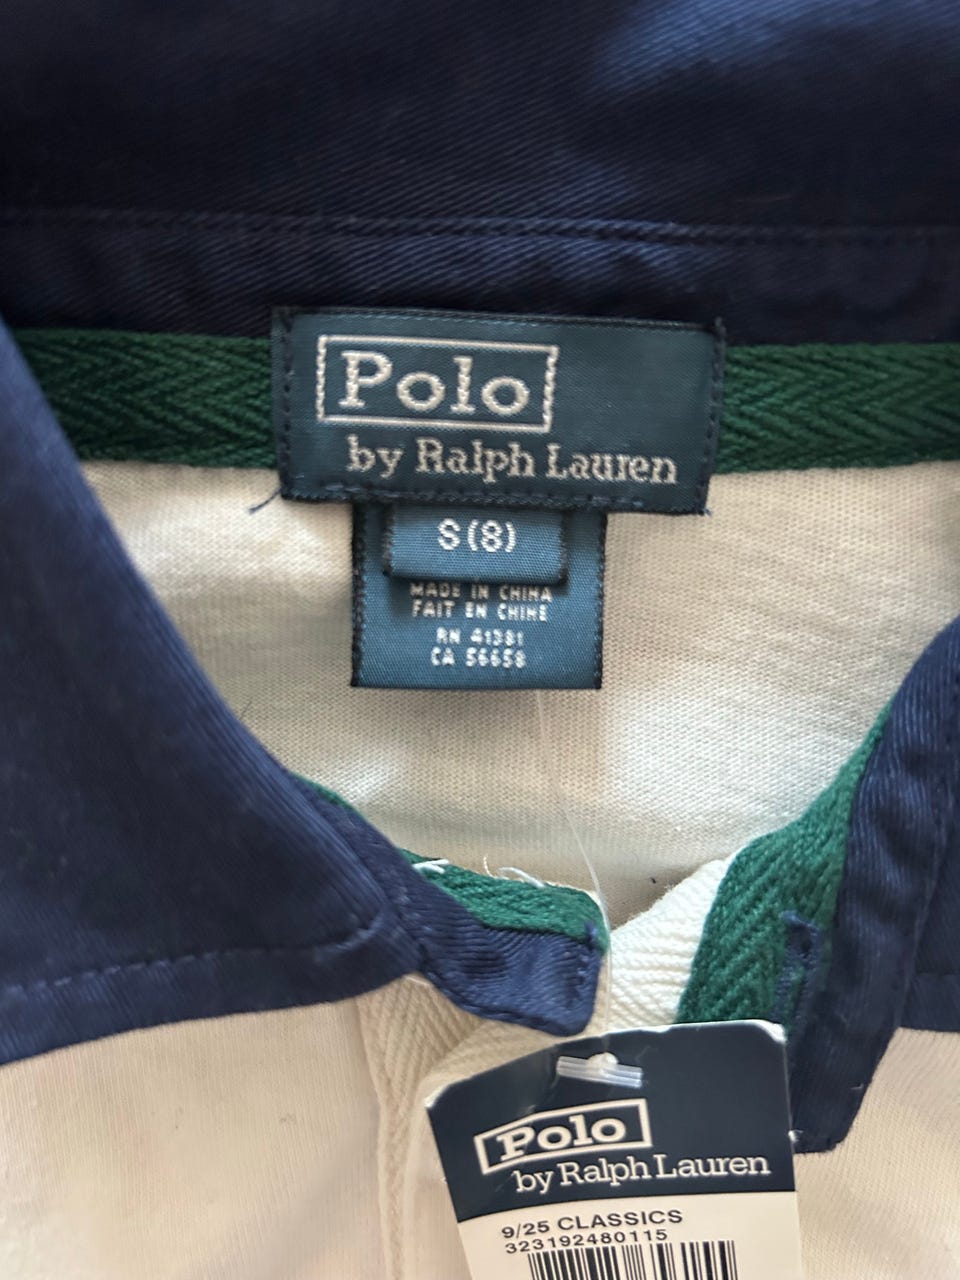 Polo
by Ralph Lauren
S (8)
MADE IN CHINA
FAIT EN CHINE
RN 41381
CA 56658
Polo
by Ralph Lauren
9/25 CLASSICS
323192480115